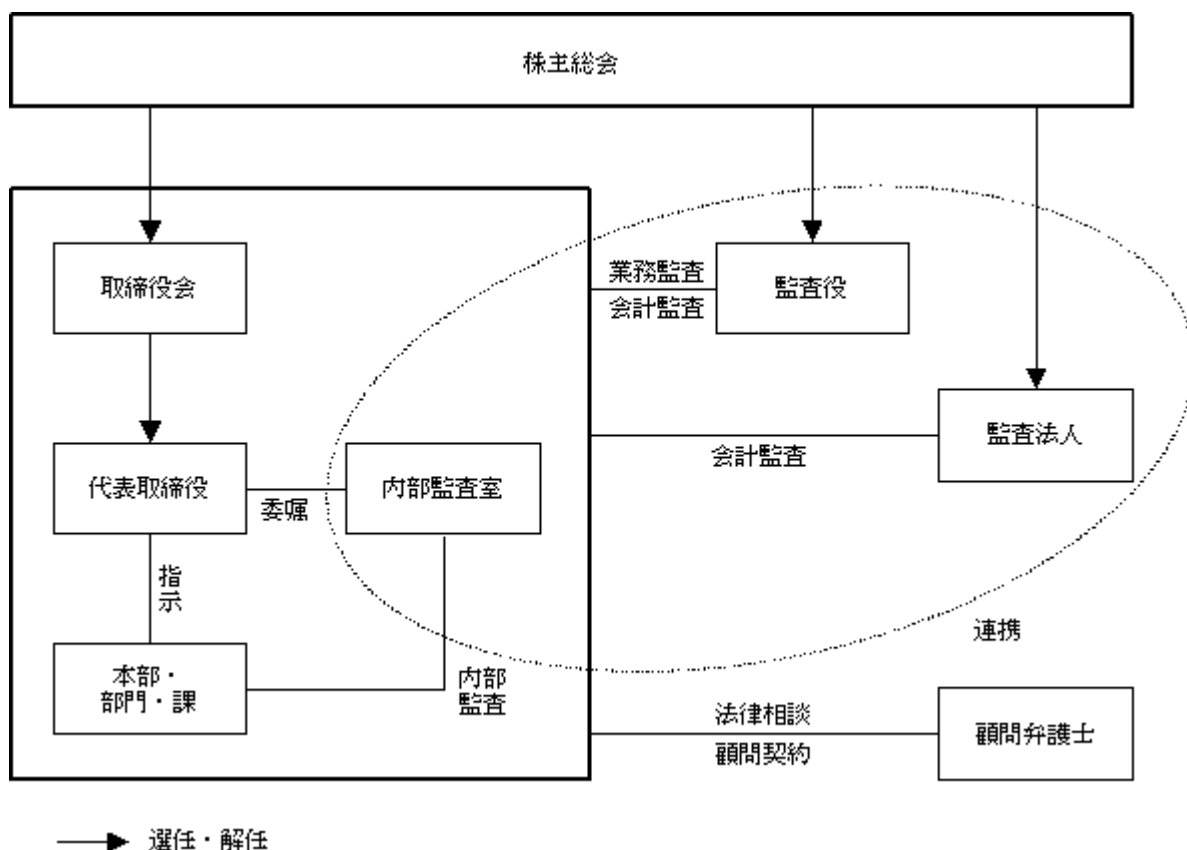 株主総会
取締役会
業務監査
会計監査
監査役
監査法人
会計監査
代表取締役
委嘱
内部監査室
指
示
連携
本部・
部門・課
内部
監査
法律相談
顧問契約
顧問弁護士
選任・解任